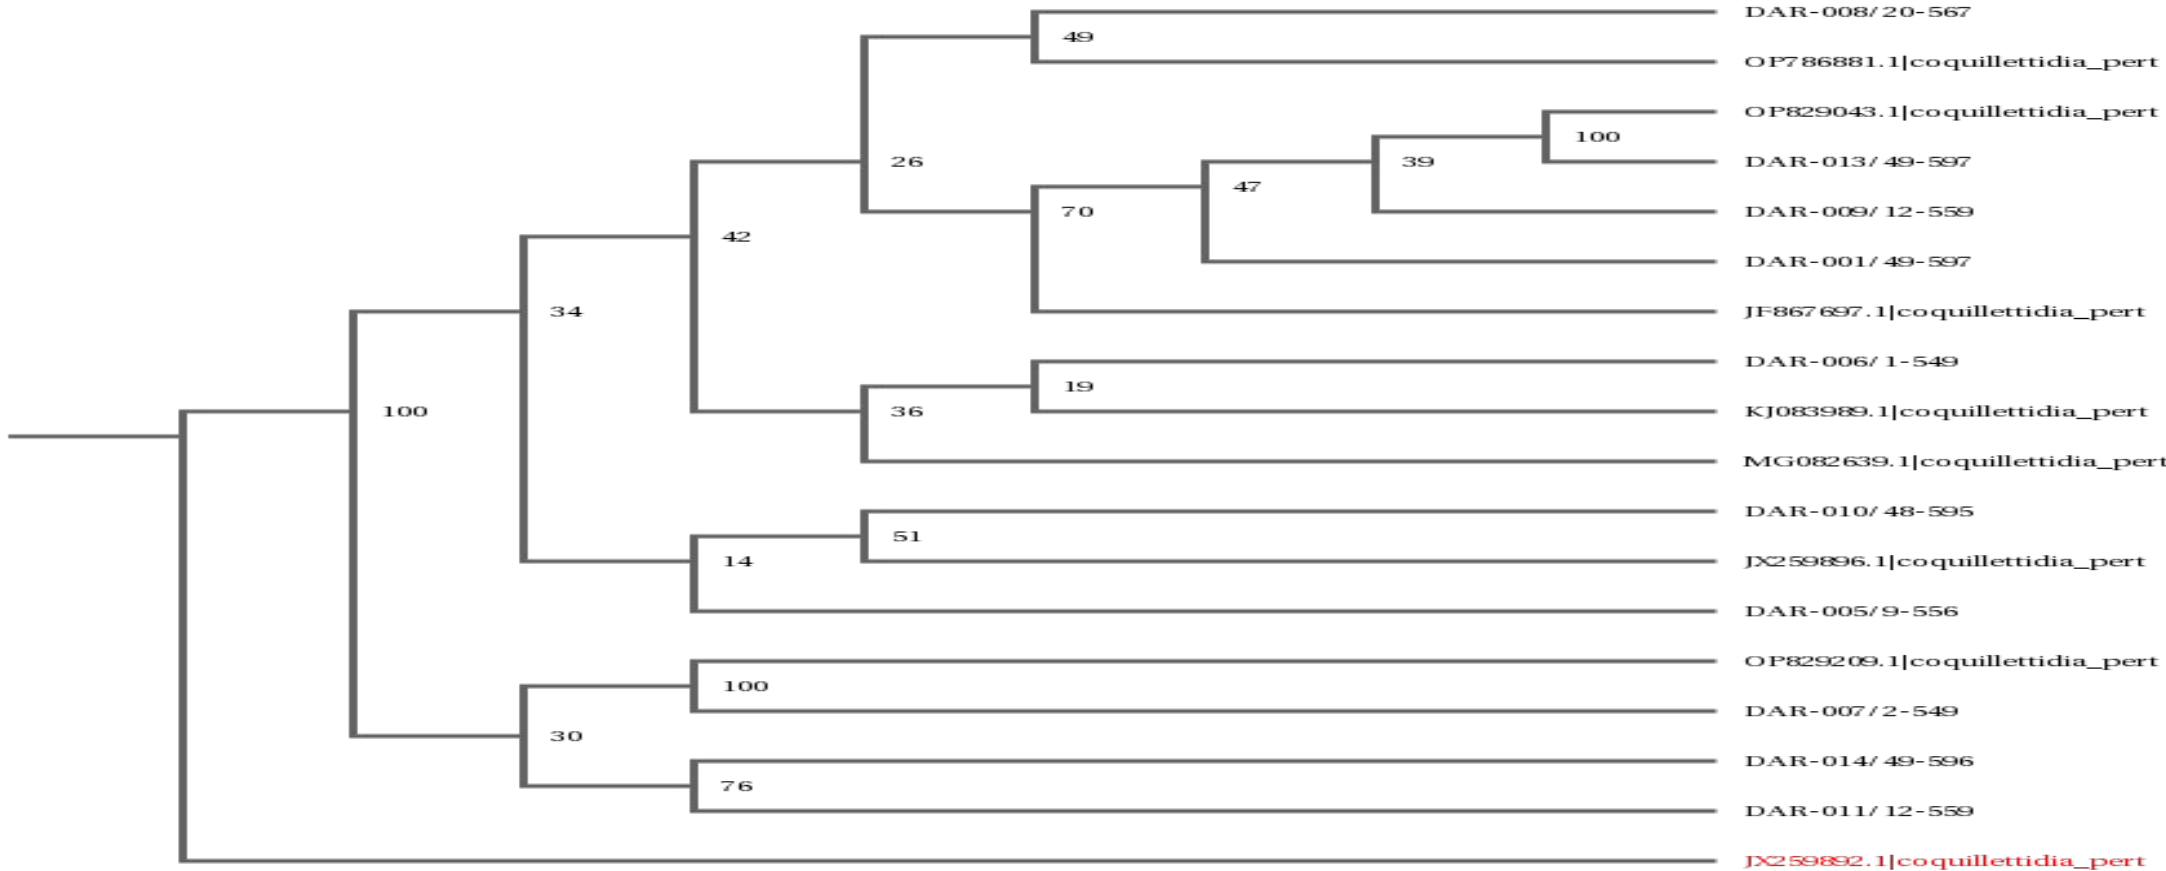 DAR-008/20-567
49
OP786881.1|coquillettidia_pert
OP829043.1|coquillettidia_pert
100
DAR-013/49-597
26
39
47
DAR-009/12-559
70
42
DAR-001/49-597
JF867697.1|coquillettidia_pert
34
DAR-006/1-549
19
KJ083989.1|coquillettidia_pert
36
100
MG082639.1|coquillettidia_pert
DAR-010/48-595
51
JX259896.1|coquillettidia_pert
14
DAR-005/9-556
OP829209.1|coquillettidia_pert
100
DAR-007/2-549
30
DAR-014/49-596
76
DAR-011/12-559
JX259892.1|coquillettidia_pert